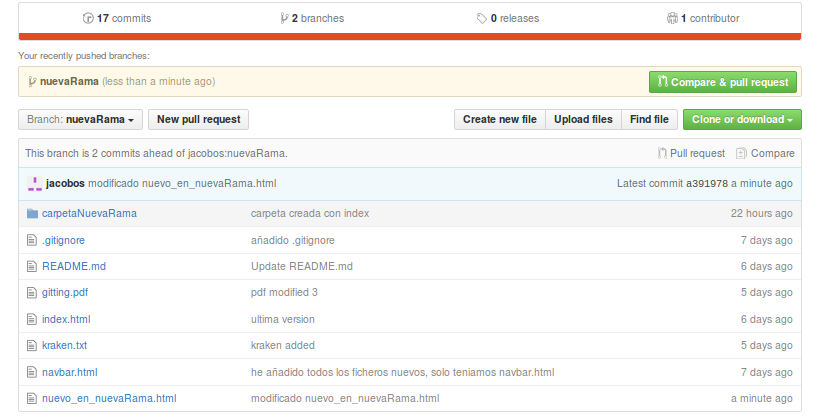 17 commits 2 branches 0 releases 1 contributor
Your recently pushed branches:
nuevaRama (less than a minute ago) Compare & pull request
Branch: nuevaRama New pull request Create new file Upload files Find file Clone or download
This branch is 2 commits ahead of jacobos:nuevaRama. Pull request Compare
jacobos modificado nuevo_en_nuevaRama.html Latest commit a391978 a minute ago
carpetaNuevaRama carpeta creada con index 22 hours ago
.gitignore añadido .gitignore 7 days ago
README.md Update README.md 6 days ago
gitting.pdf pdf modified 3 5 days ago
index.html ultima version 6 days ago
kraken.txt kraken added 5 days ago
navbar.html he añadido todos los ficheros nuevos, solo teniamos navbar.html 7 days ago
nuevo_en_nuevaRama.html modificado nuevo_en_nuevaRama.html a minute ago